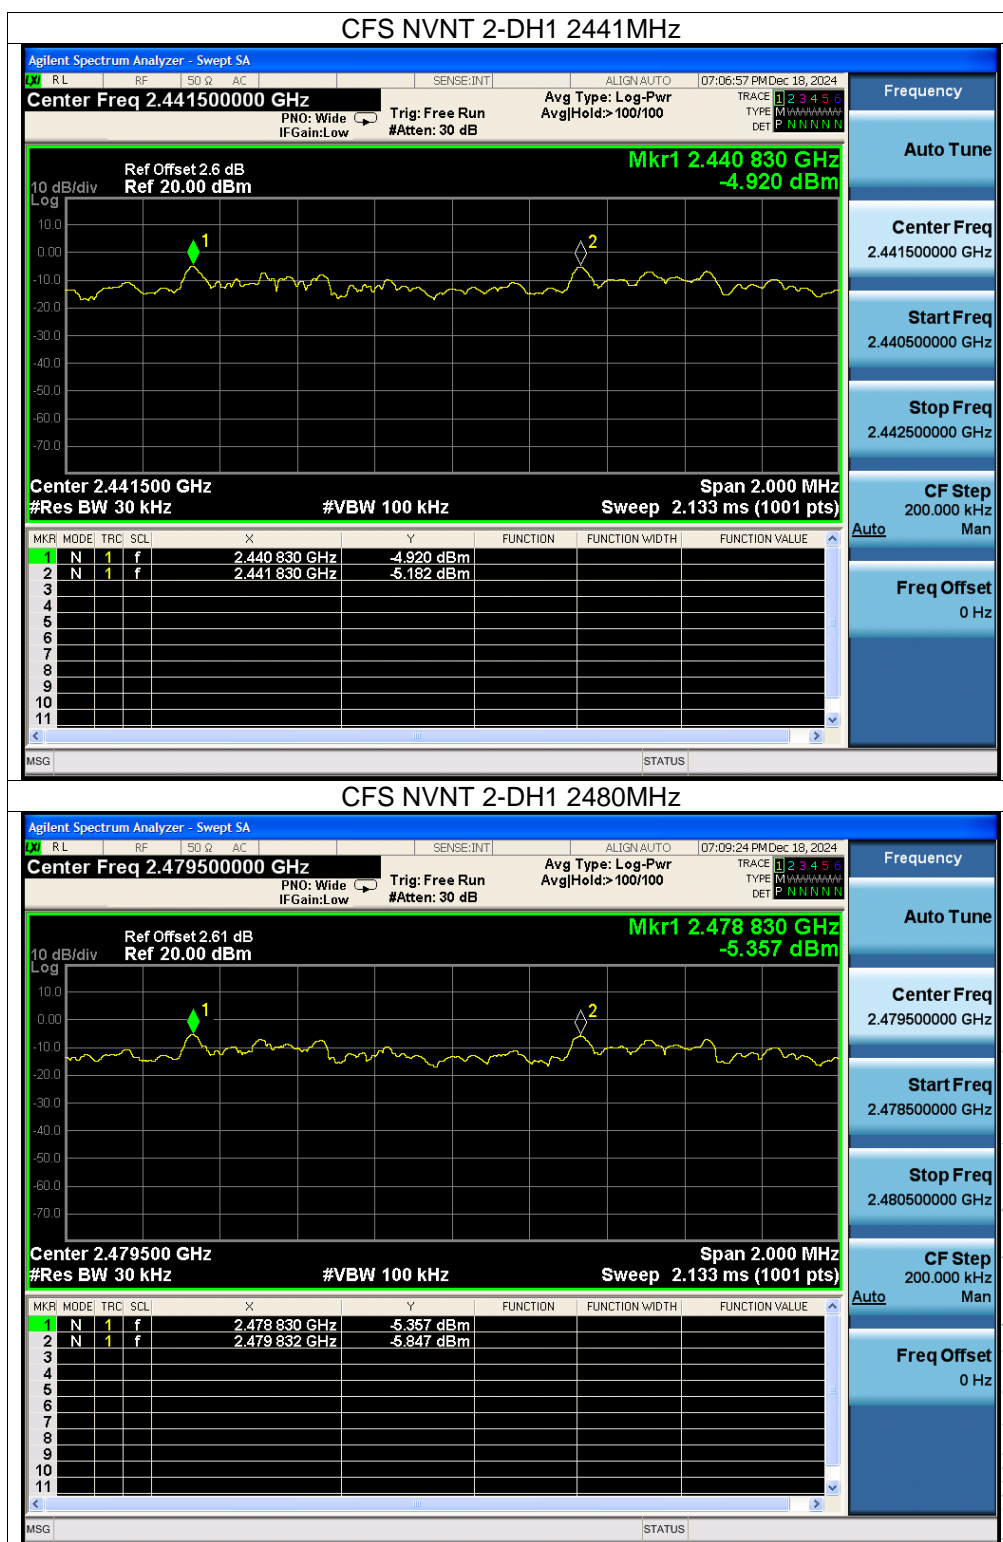 CFS NVNT 2-DH1 2441MHz
Agilent Spectrum Analyzer - Swept SA
LXI RL RF 50 Ω AC SENSE:INT ALIGN AUTO 07:06:57 PM Dec 18, 2024
Center Freq 2.441500000 GHz
PNO: Wide
IFGain:Low
Trig: Free Run
#Atten: 30 dB
Avg Type: Log-Pwr
Avg|Hold:>100/100
TRACE 1 2 3 4 5 6
TYPE M W W W W W
DET P N N N N N
Ref Offset 2.6 dB
Ref 20.00 dBm
10 dB/div
Log
Mkr1 2.440 830 GHz
-4.920 dBm
10.0
0.00
-10.0
-20.0
-30.0
-40.0
-50.0
-60.0
-70.0
1
2
Center 2.441500 GHz
Span 2.000 MHz
#Res BW 30 kHz #VBW 100 kHz Sweep 2.133 ms (1001 pts)
MKR MODE TRC SCL X Y FUNCTION FUNCTION WIDTH FUNCTION VALUE
1 N 1 f 2.440 830 GHz -4.920 dBm
2 N 1 f 2.441 830 GHz -5.182 dBm
3
4
5
6
7
8
9
10
11
MSG STATUS
Frequency
Auto Tune
Center Freq
2.441500000 GHz
Start Freq
2.440500000 GHz
Stop Freq
2.442500000 GHz
CF Step
200.000 kHz
Auto Man
Freq Offset
0 Hz
CFS NVNT 2-DH1 2480MHz
Agilent Spectrum Analyzer - Swept SA
LXI RL RF 50 Ω AC SENSE:INT ALIGN AUTO 07:09:24 PM Dec 18, 2024
Center Freq 2.479500000 GHz
PNO: Wide
IFGain:Low
Trig: Free Run
#Atten: 30 dB
Avg Type: Log-Pwr
Avg|Hold:>100/100
TRACE 1 2 3 4 5 6
TYPE M W W W W W
DET P N N N N N
Ref Offset 2.61 dB
Ref 20.00 dBm
10 dB/div
Log
Mkr1 2.478 830 GHz
-5.357 dBm
10.0
0.00
-10.0
-20.0
-30.0
-40.0
-50.0
-60.0
-70.0
1
2
Center 2.479500 GHz
Span 2.000 MHz
#Res BW 30 kHz #VBW 100 kHz Sweep 2.133 ms (1001 pts)
MKR MODE TRC SCL X Y FUNCTION FUNCTION WIDTH FUNCTION VALUE
1 N 1 f 2.478 830 GHz -5.357 dBm
2 N 1 f 2.479 832 GHz -5.847 dBm
3
4
5
6
7
8
9
10
11
MSG STATUS
Frequency
Auto Tune
Center Freq
2.479500000 GHz
Start Freq
2.478500000 GHz
Stop Freq
2.480500000 GHz
CF Step
200.000 kHz
Auto Man
Freq Offset
0 Hz